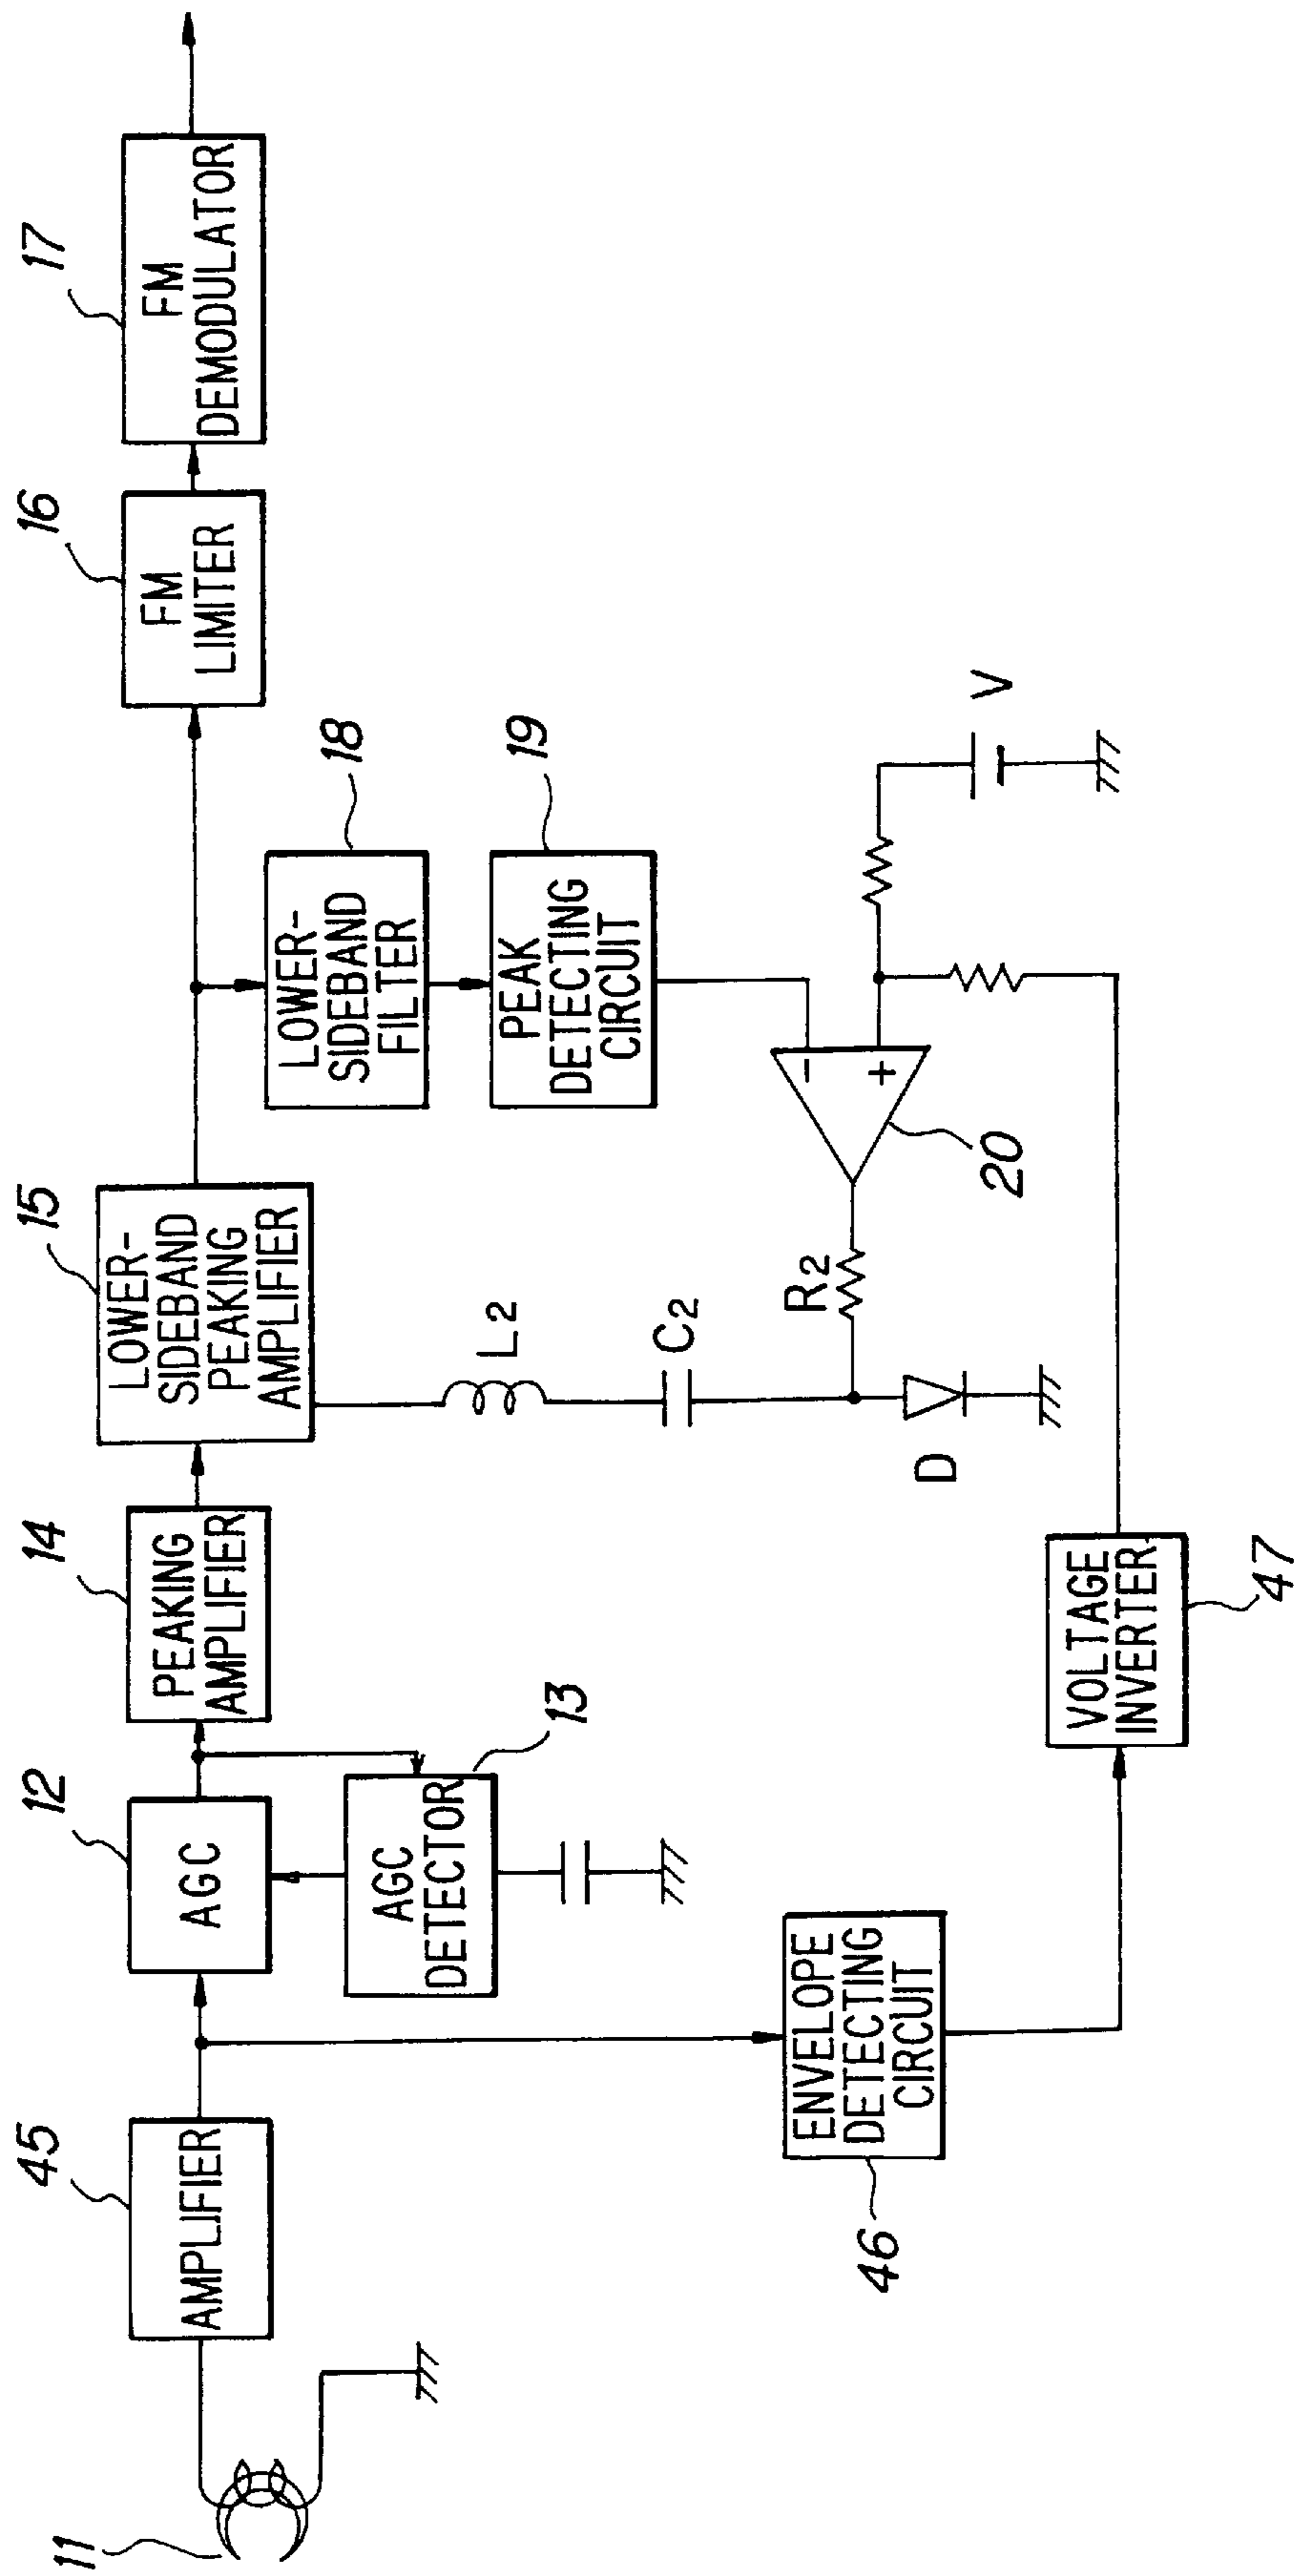 11
45
AMPLIFIER
12
AGC
13
AGC
DETECTOR
14
PEAKING
AMPLIFIER
15
LOWER-
SIDEBAND
PEAKING
AMPLIFIER
16
FM
LIMITER
17
FM
DEMODULATOR
18
LOWER-
SIDEBAND
FILTER
19
PEAK
DETECTING
CIRCUIT
L2
C2
R2
D
-
+
20
V
46
ENVELOPE
DETECTING
CIRCUIT
47
VOLTAGE
INVERTER